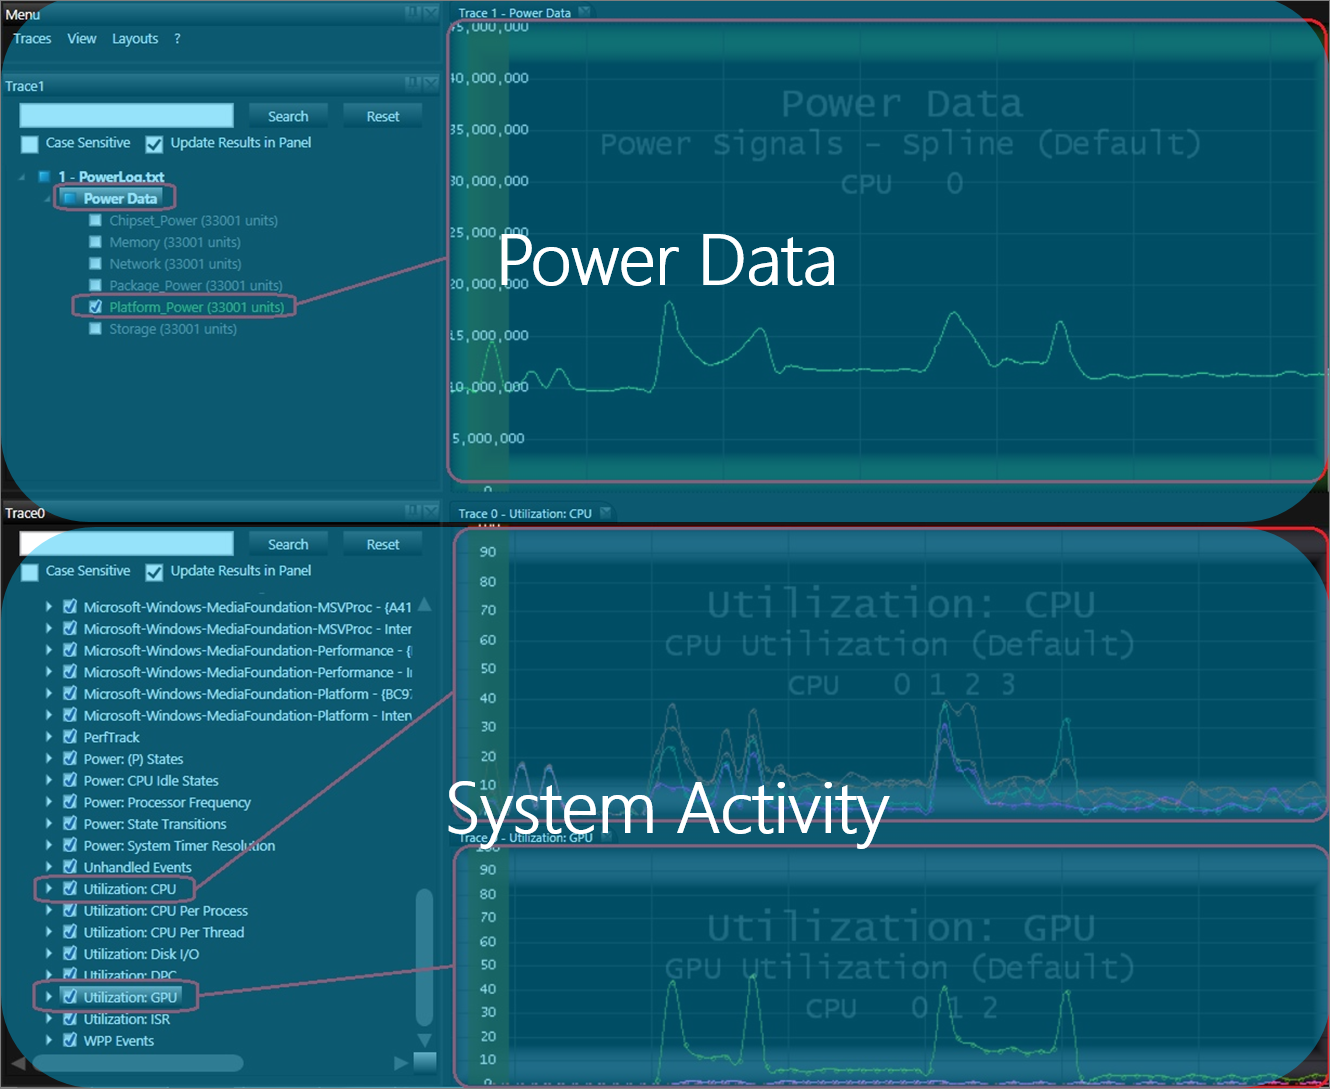 Menu
Traces View Layouts ?
Trace1
Search Reset
Case Sensitive Update Results in Panel
1 - PowerLog.txt
Power Data
Chipset_Power (33001 units)
Memory (33001 units)
Network (33001 units)
Package_Power (33001 units)
Platform_Power (33001 units)
Storage (33001 units)
Trace 1 - Power Data
45,000,000
40,000,000
35,000,000
30,000,000
25,000,000
20,000,000
15,000,000
10,000,000
5,000,000
0
Power Data
Power Signals - Spline (Default)
CPU 0
Power Data
Trace0
Search Reset
Case Sensitive Update Results in Panel
Microsoft-Windows-MediaFoundation-MSVProc - {A41
Microsoft-Windows-MediaFoundation-MSVProc - Inter
Microsoft-Windows-MediaFoundation-Performance - {
Microsoft-Windows-MediaFoundation-Performance - I
Microsoft-Windows-MediaFoundation-Platform - {BC97
Microsoft-Windows-MediaFoundation-Platform - Interv
PerfTrack
Power: (P) States
Power: CPU Idle States
Power: Processor Frequency
Power: State Transitions
Power: System Timer Resolution
Unhandled Events
Utilization: CPU
Utilization: CPU Per Process
Utilization: CPU Per Thread
Utilization: Disk I/O
Utilization: DPC
Utilization: GPU
Utilization: ISR
WPP Events
Trace 0 - Utilization: CPU
100
90
80
70
60
50
40
30
20
10
Utilization: CPU
CPU Utilization (Default)
CPU 0 1 2 3
System Activity
Trace 0 - Utilization: GPU
100
90
80
70
60
50
40
30
20
10
0
Utilization: GPU
GPU Utilization (Default)
CPU 0 1 2